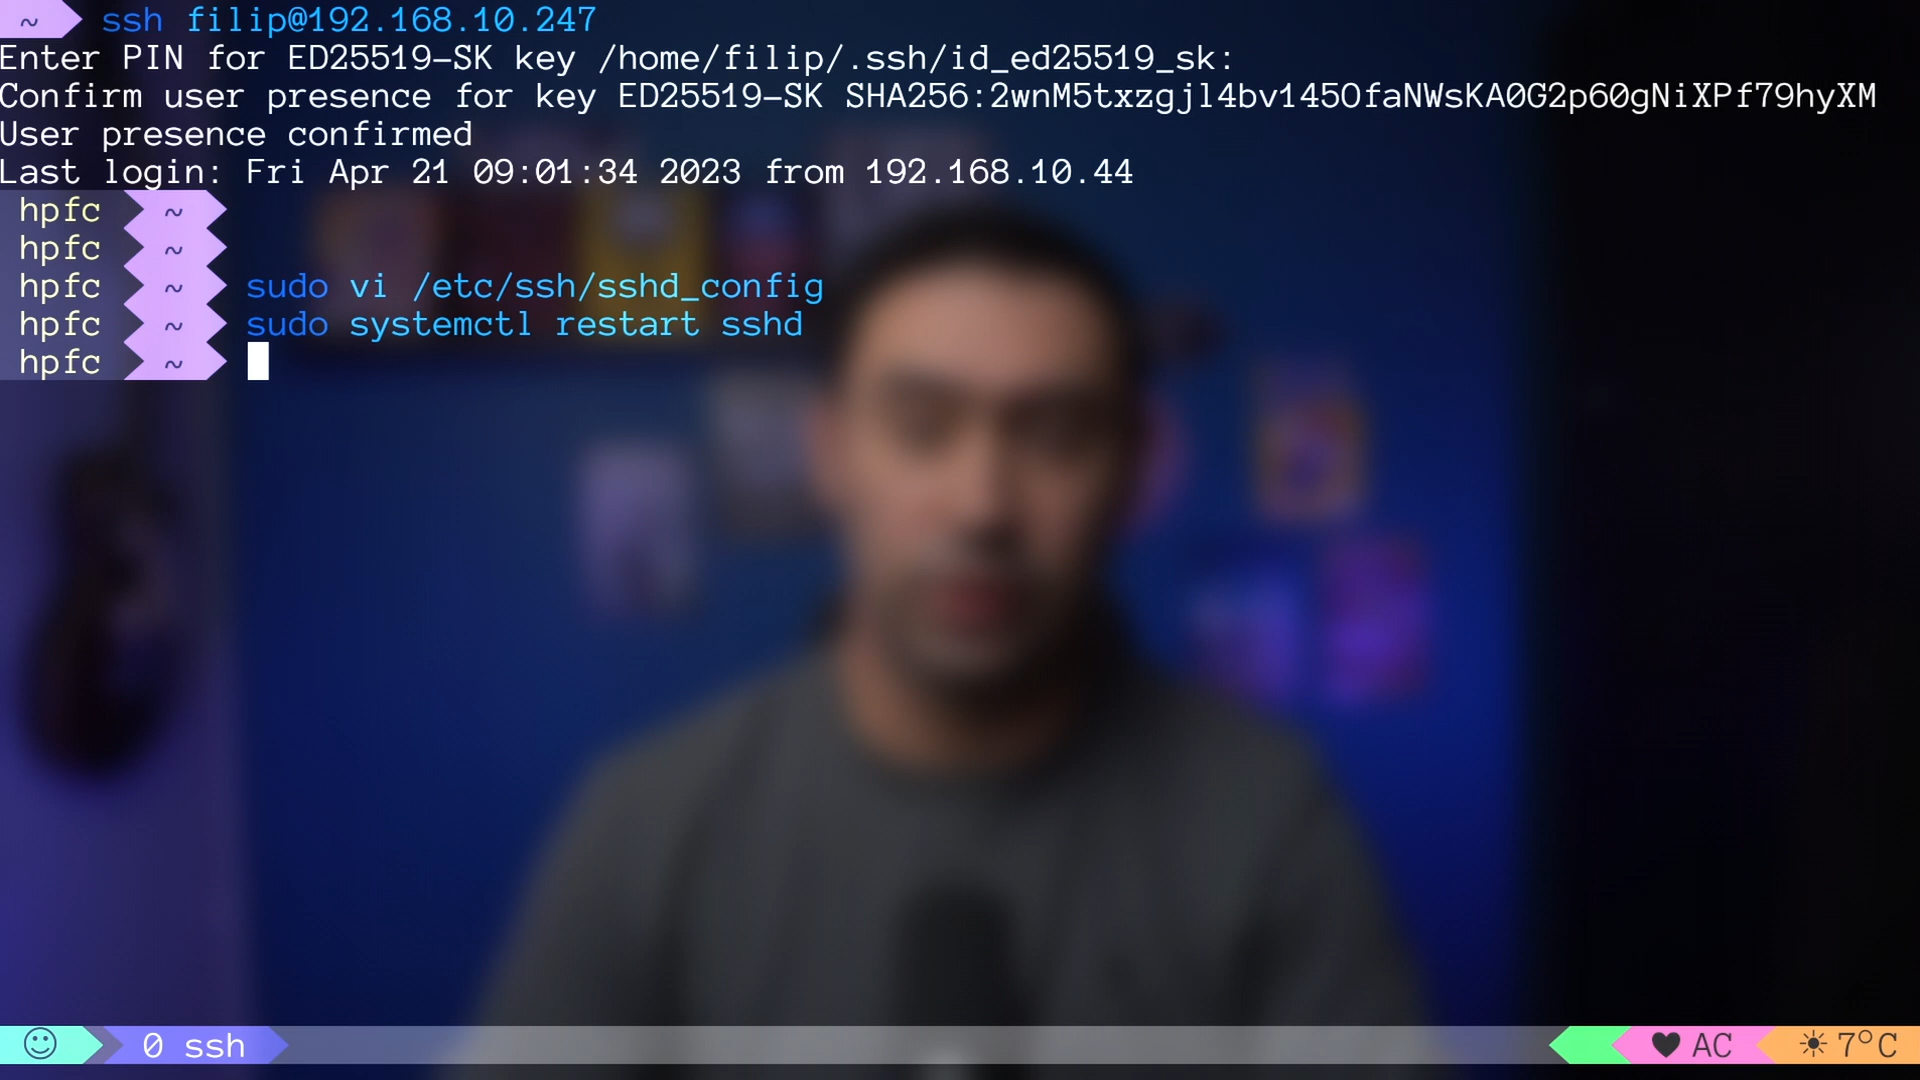 ~ ssh filip@192.168.10.247
Enter PIN for ED25519-SK key /home/filip/.ssh/id_ed25519_sk:
Confirm user presence for key ED25519-SK SHA256:2wnM5txzgjl4bv145OfaNWsKA0G2p60gNiXPf79hyXM
User presence confirmed
Last login: Fri Apr 21 09:01:34 2023 from 192.168.10.44
hpfc ~
hpfc ~
hpfc ~ sudo vi /etc/ssh/sshd_config
hpfc ~ sudo systemctl restart sshd
hpfc ~
0 ssh
AC
7°C